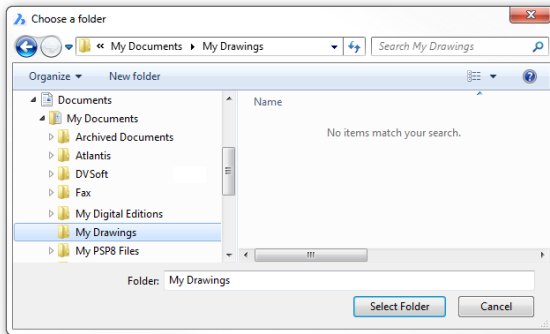 Choose a folder
« My Documents My Drawings
Search My Drawings
Organize New folder
Documents
My Documents
Archived Documents
Atlantis
DVSoft
Fax
My Digital Editions
My Drawings
My PSP8 Files
Name
No items match your search.
Folder: My Drawings
Select Folder Cancel